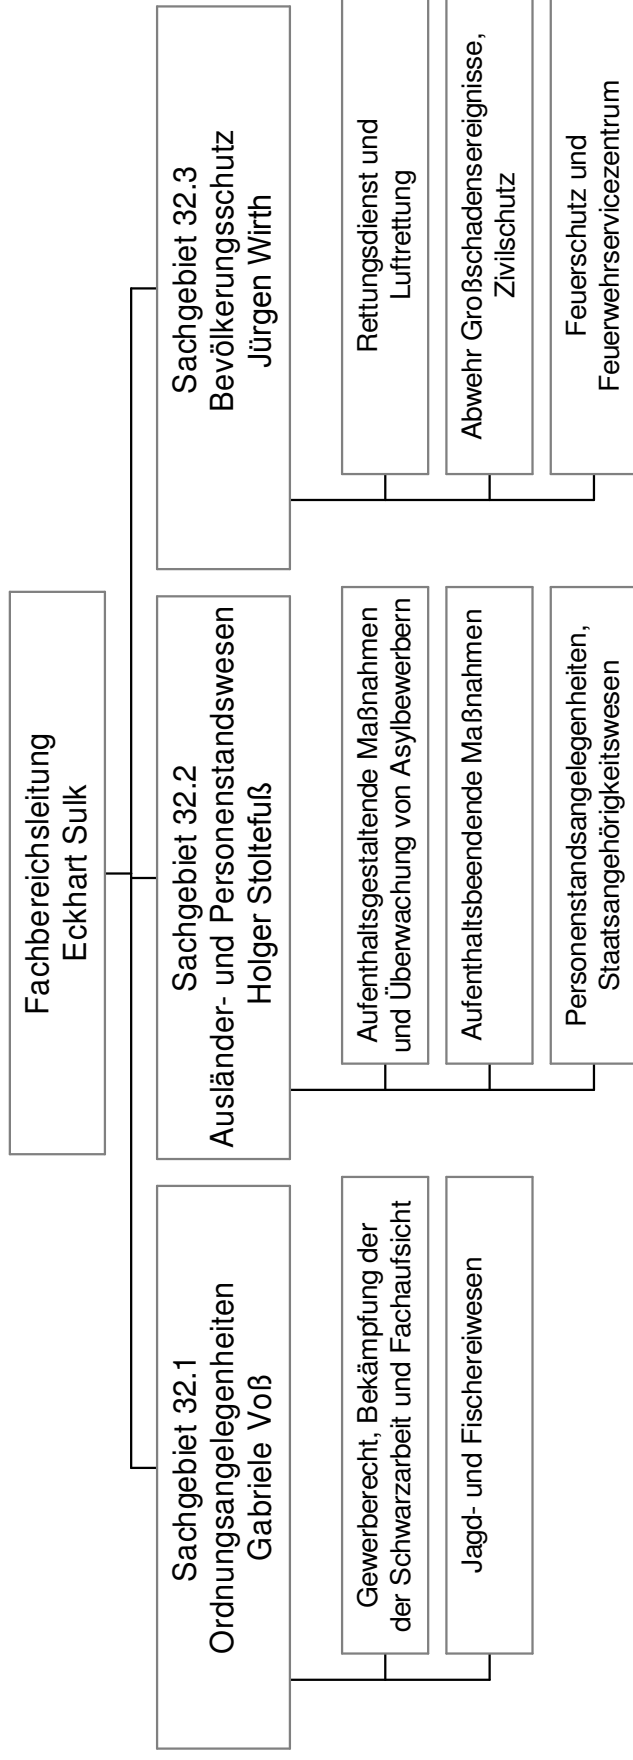 Fachbereichsleitung
Eckhart Sulk
Sachgebiet 32.1
Ordnungsangelegenheiten
Gabriele Voß
Gewerberecht, Bekämpfung der
der Schwarzarbeit und Fachaufsicht
Jagd- und Fischereiwesen
Sachgebiet 32.2
Ausländer- und Personenstandswesen
Holger Stoltefuß
Aufenthaltsgestaltende Maßnahmen
und Überwachung von Asylbewerbern
Aufenthaltsbeendende Maßnahmen
Personenstandsangelegenheiten,
Staatsangehörigkeitswesen
Sachgebiet 32.3
Bevölkerungsschutz
Jürgen Wirth
Rettungsdienst und
Luftrettung
Abwehr Großschadensereignisse,
Zivilschutz
Feuerschutz und
Feuerwehrservicezentrum